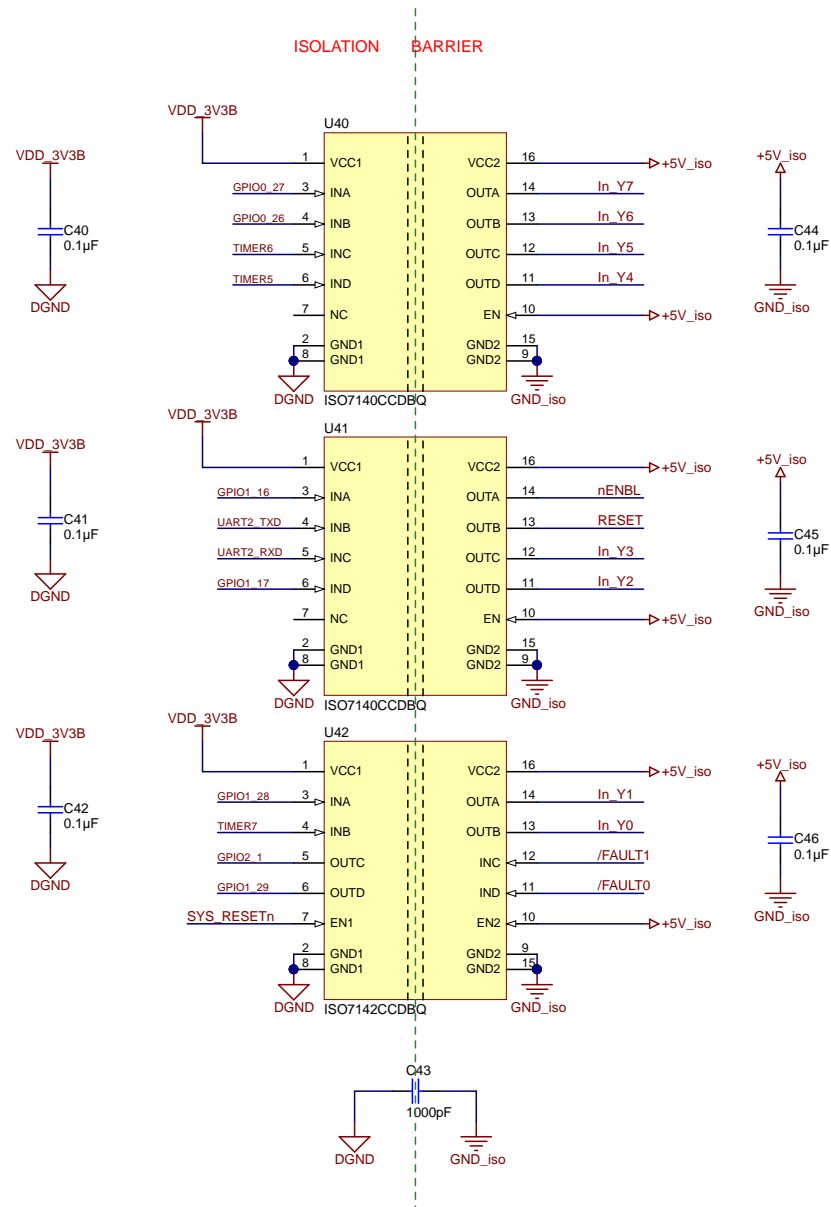 ISOLATION BARRIER
VDD_3V3B
U40
VDD_3V3B
C40
0.1µF
DGND
1 VCC1 VCC2 16 +5V_iso
GPIO0_27 3 INA OUTA 14 In_Y7
GPIO0_26 4 INB OUTB 13 In_Y6
TIMER6 5 INC OUTC 12 In_Y5
TIMER5 6 IND OUTD 11 In_Y4
7 NC EN 10 +5V_iso
2 GND1 GND2 15
8 GND1 GND2 9
DGND
GND_iso
ISO7140CCDBQ
+5V_iso
C44
0.1µF
GND_iso
VDD_3V3B
U41
VDD_3V3B
C41
0.1µF
DGND
1 VCC1 VCC2 16 +5V_iso
GPIO1_16 3 INA OUTA 14 nENBL
UART2_TXD 4 INB OUTB 13 RESET
UART2_RXD 5 INC OUTC 12 In_Y3
GPIO1_17 6 IND OUTD 11 In_Y2
7 NC EN 10 +5V_iso
2 GND1 GND2 15
8 GND1 GND2 9
DGND
GND_iso
ISO7140CCDBQ
+5V_iso
C45
0.1µF
GND_iso
VDD_3V3B
U42
VDD_3V3B
C42
0.1µF
DGND
1 VCC1 VCC2 16 +5V_iso
GPIO1_28 3 INA OUTA 14 In_Y1
TIMER7 4 INB OUTB 13 In_Y0
GPIO2_1 5 OUTC INC 12 /FAULT1
GPIO1_29 6 OUTD IND 11 /FAULT0
SYS_RESETn 7 EN1 EN2 10 +5V_iso
2 GND1 GND2 9
8 GND1 GND2 15
DGND
GND_iso
ISO7142CCDBQ
+5V_iso
C46
0.1µF
GND_iso
C43
1000pF
DGND
GND_iso